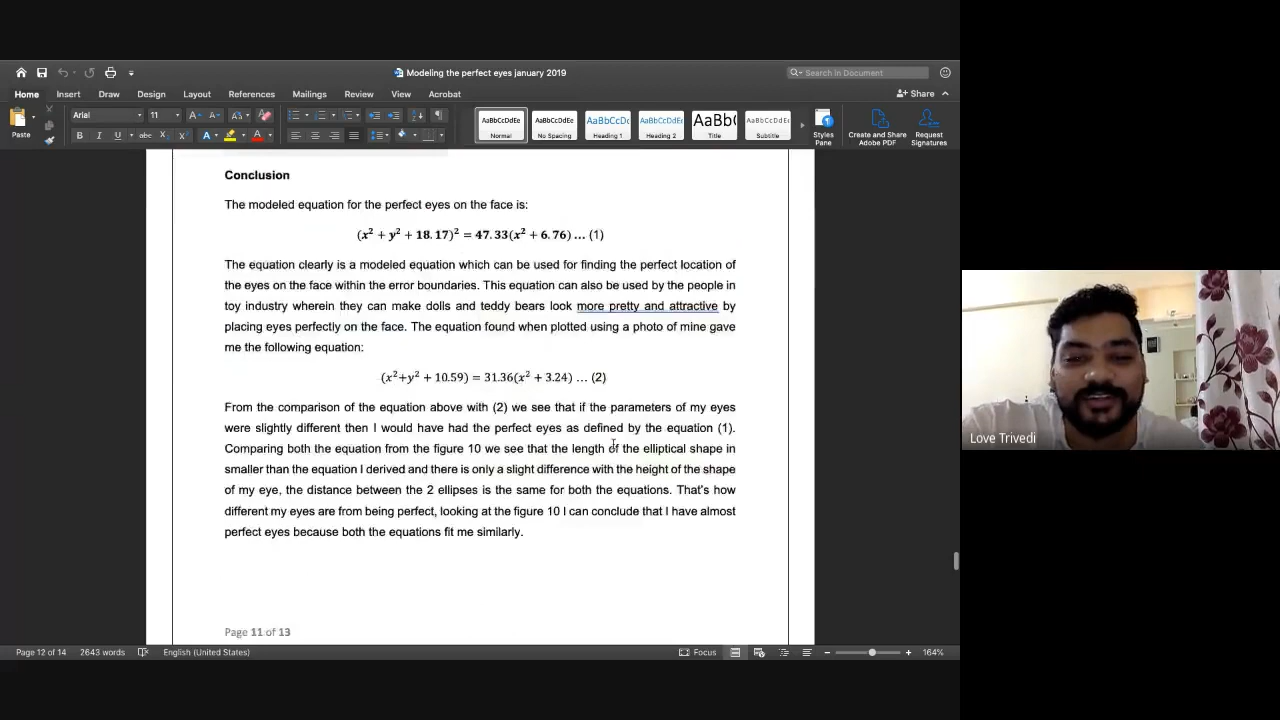 Modeling the perfect eyes january 2019
Search in Document
Home Insert Draw Design Layout References Mailings Review View Acrobat
Share
Paste
Arial 11
B I U abc X₂ X² A A
AaBbCcDdEe AaBbCcDdEe AaBbCcDc AaBbCcDdEe AaBbC AaBbCcDdEe
Normal No Spacing Heading 1 Heading 2 Title Subtitle
Styles Pane
Create and Share Adobe PDF
Request Signatures
Conclusion
The modeled equation for the perfect eyes on the face is:
(x² + y² + 18.17)² = 47.33(x² + 6.76) … (1)
The equation clearly is a modeled equation which can be used for finding the perfect location of
the eyes on the face within the error boundaries. This equation can also be used by the people in
toy industry wherein they can make dolls and teddy bears look more pretty and attractive by
placing eyes perfectly on the face. The equation found when plotted using a photo of mine gave
me the following equation:
(x²+y² + 10.59) = 31.36(x² + 3.24) … (2)
From the comparison of the equation above with (2) we see that if the parameters of my eyes
were slightly different then I would have had the perfect eyes as defined by the equation (1).
Comparing both the equation from the figure 10 we see that the length of the elliptical shape in
smaller than the equation I derived and there is only a slight difference with the height of the shape
of my eye, the distance between the 2 ellipses is the same for both the equations. That's how
different my eyes are from being perfect, looking at the figure 10 I can conclude that I have almost
perfect eyes because both the equations fit me similarly.
Page 11 of 13
Page 12 of 14 2643 words English (United States) Focus 164%
Love Trivedi